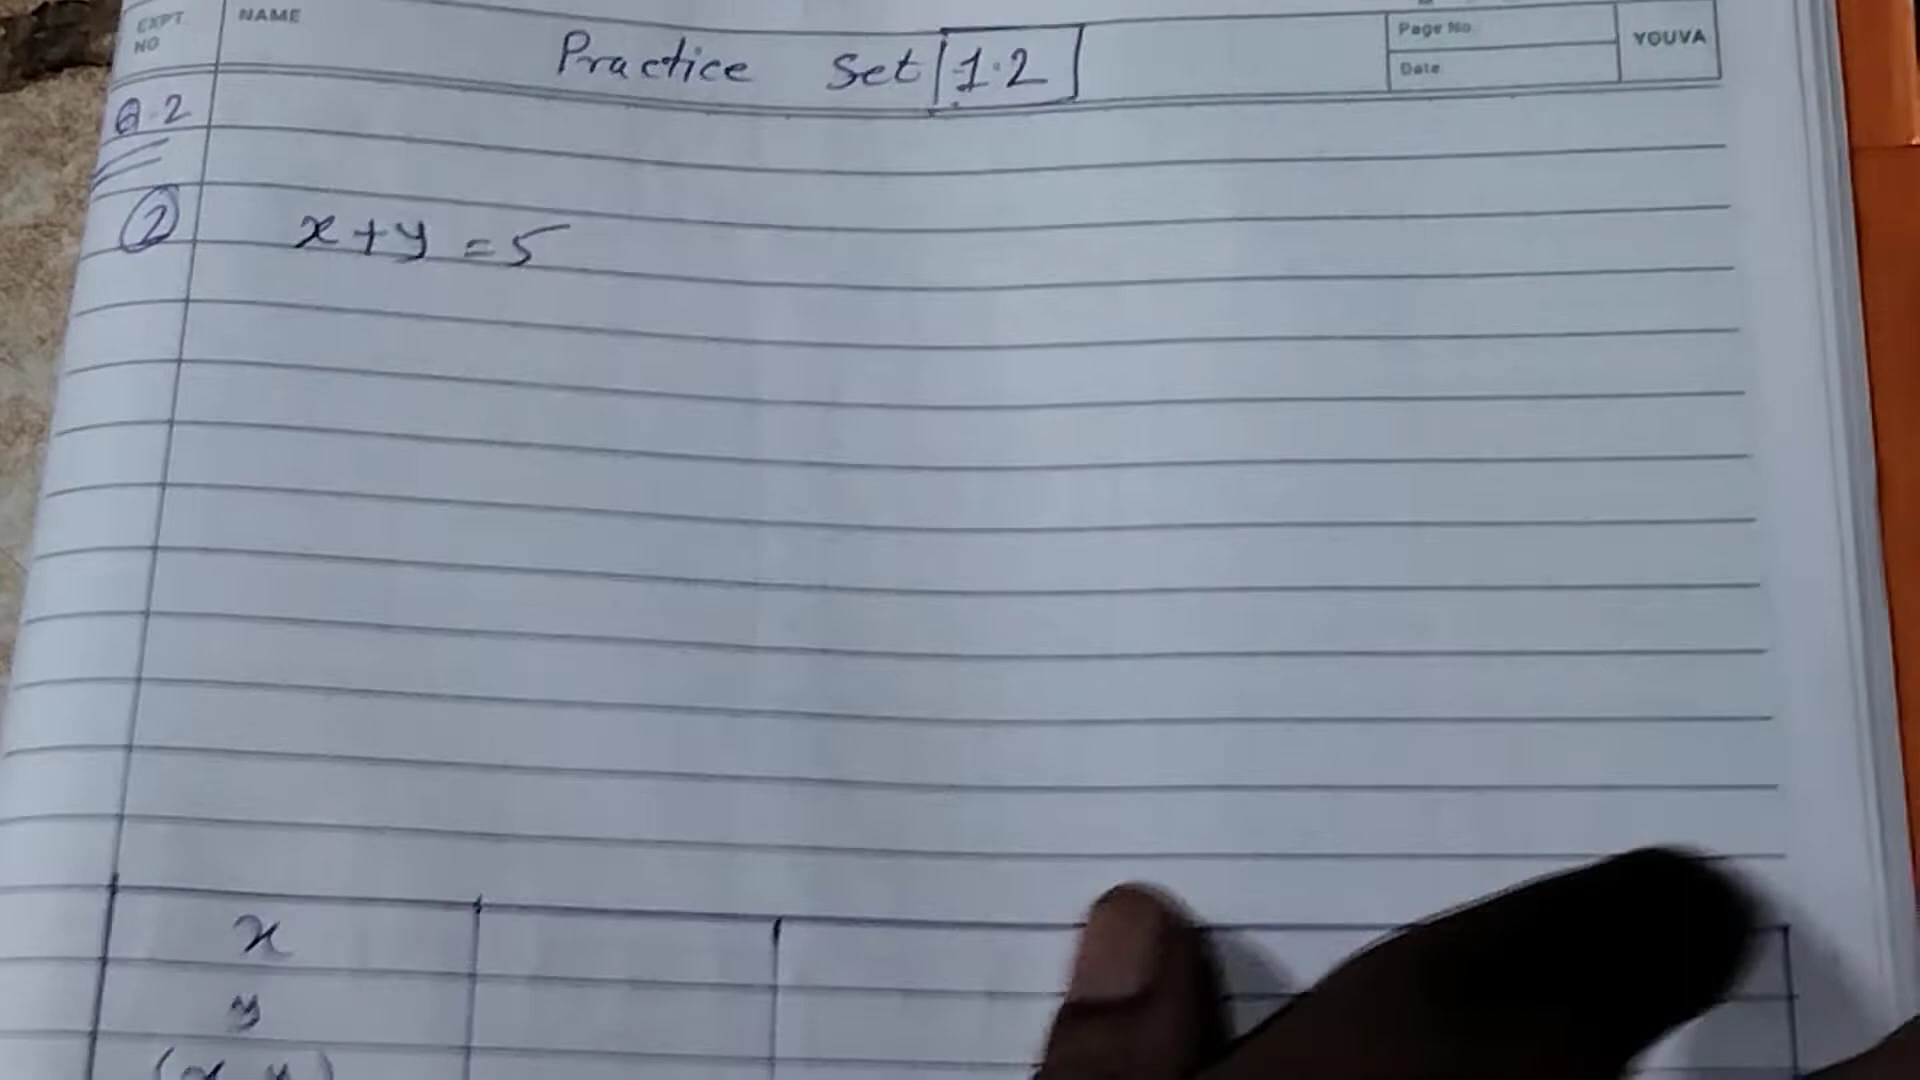 EXPT NO
NAME
Practice Set 1.2
Page No.
Date
YOUVA
Q.2
2 x+y=5
x
y
(x, y)